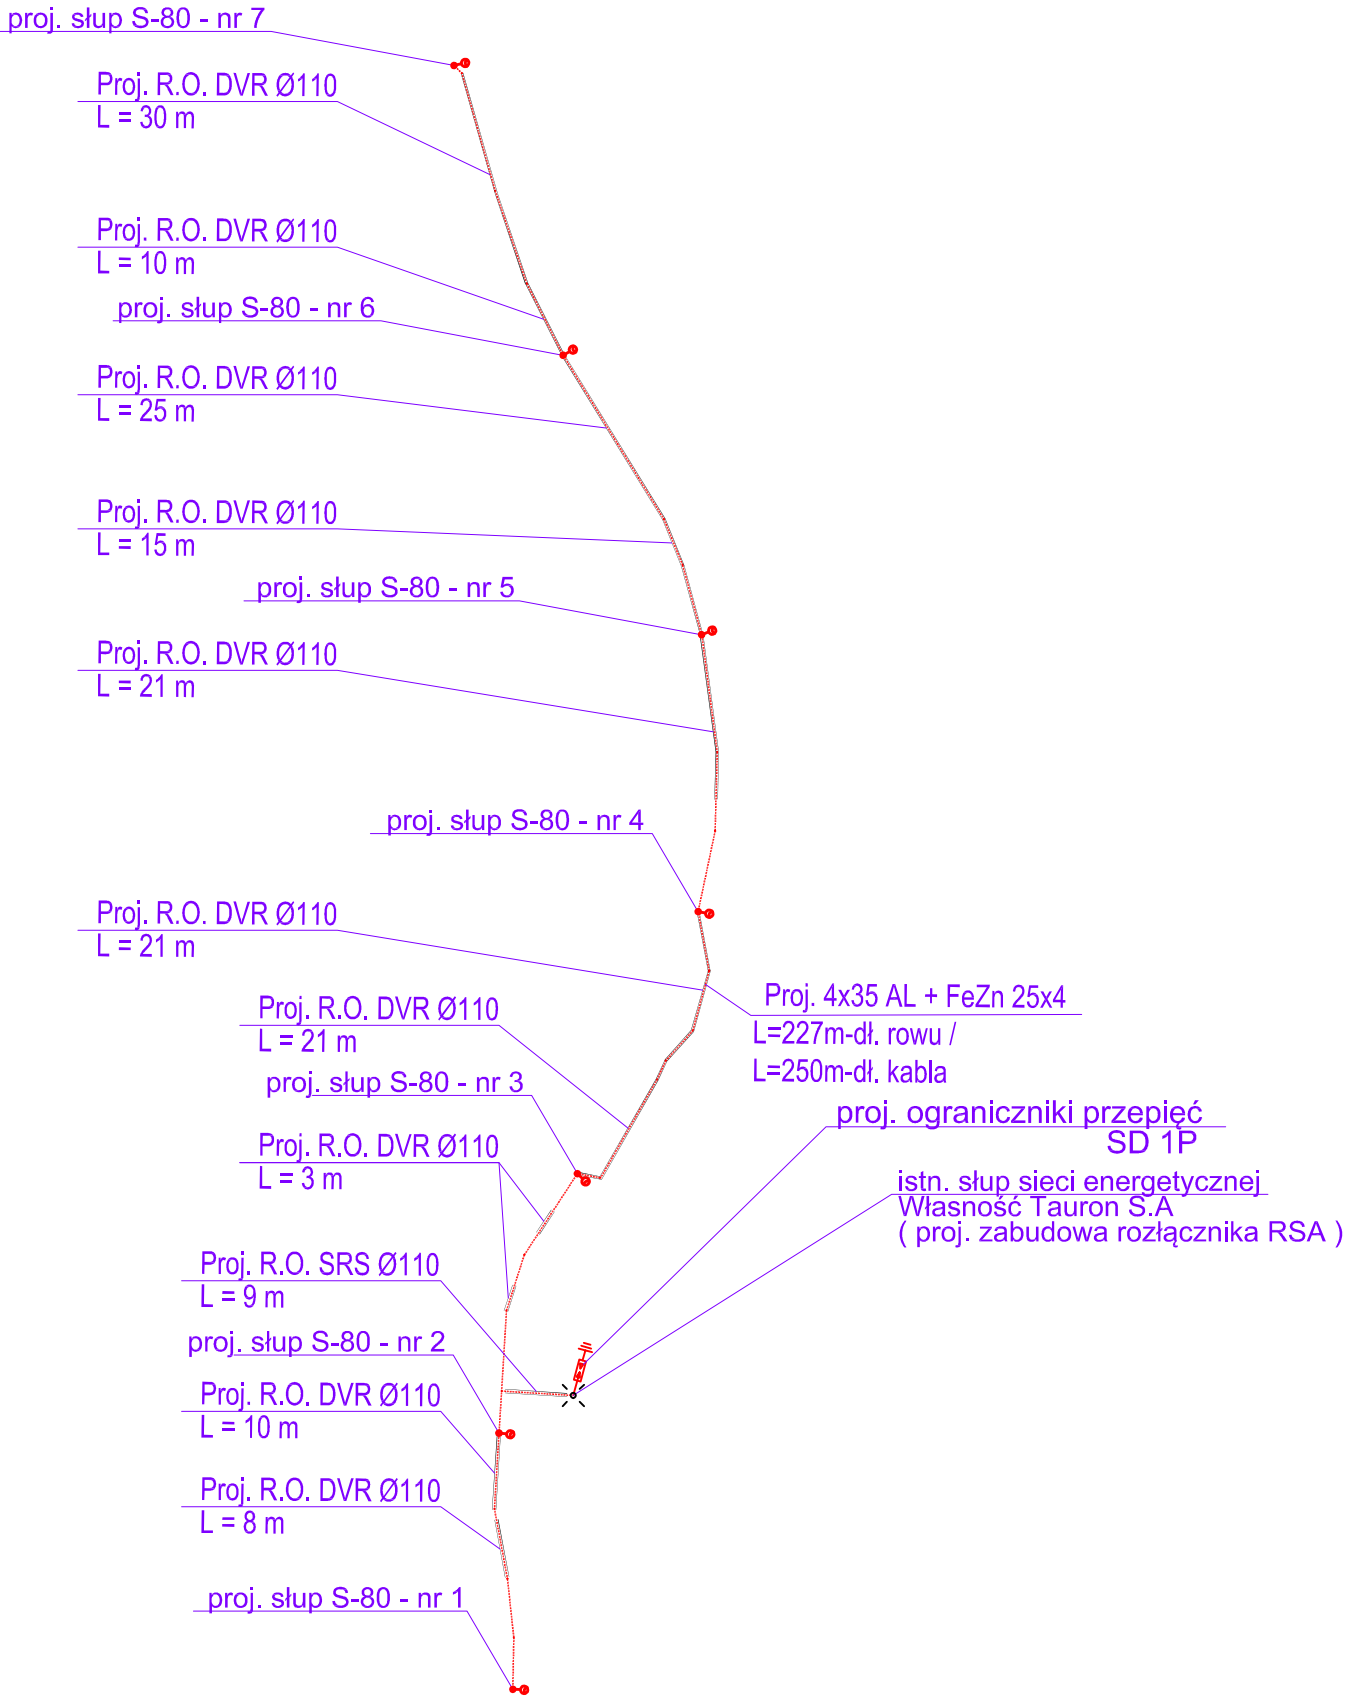 proj. słup S-80 - nr 7
Proj. R.O. DVR Ø110
L = 30 m
Proj. R.O. DVR Ø110
L = 10 m
proj. słup S-80 - nr 6
Proj. R.O. DVR Ø110
L = 25 m
Proj. R.O. DVR Ø110
L = 15 m
proj. słup S-80 - nr 5
Proj. R.O. DVR Ø110
L = 21 m
proj. słup S-80 - nr 4
Proj. R.O. DVR Ø110
L = 21 m
Proj. 4x35 AL + FeZn 25x4
L=227m-dł. rowu /
L=250m-dł. kabla
Proj. R.O. DVR Ø110
L = 21 m
proj. słup S-80 - nr 3
proj. ograniczniki przepięć
SD 1P
Proj. R.O. DVR Ø110
L = 3 m
istn. słup sieci energetycznej
Własność Tauron S.A
( proj. zabudowa rozłącznika RSA )
Proj. R.O. SRS Ø110
L = 9 m
proj. słup S-80 - nr 2
Proj. R.O. DVR Ø110
L = 10 m
Proj. R.O. DVR Ø110
L = 8 m
proj. słup S-80 - nr 1